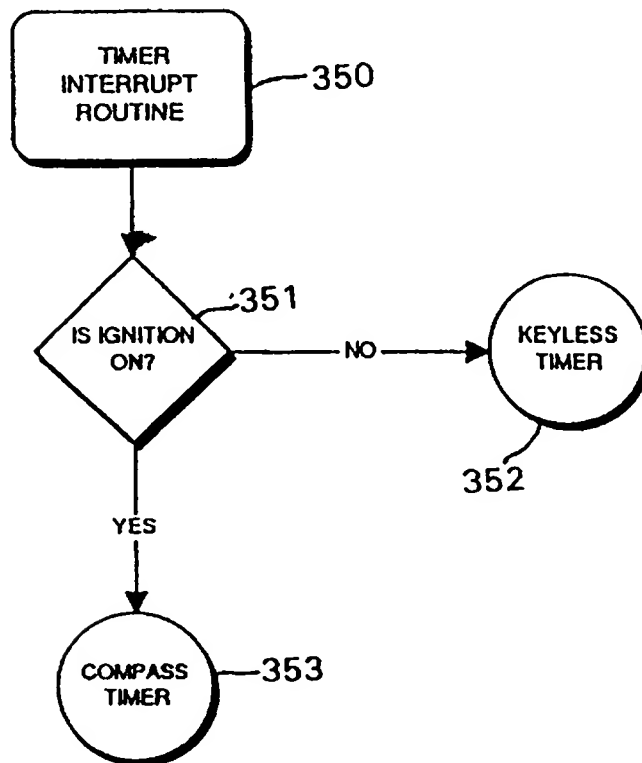 TIMER
INTERRUPT
ROUTINE
350
351
IS IGNITION
ON?
NO
KEYLESS
TIMER
352
YES
COMPASS
TIMER
353